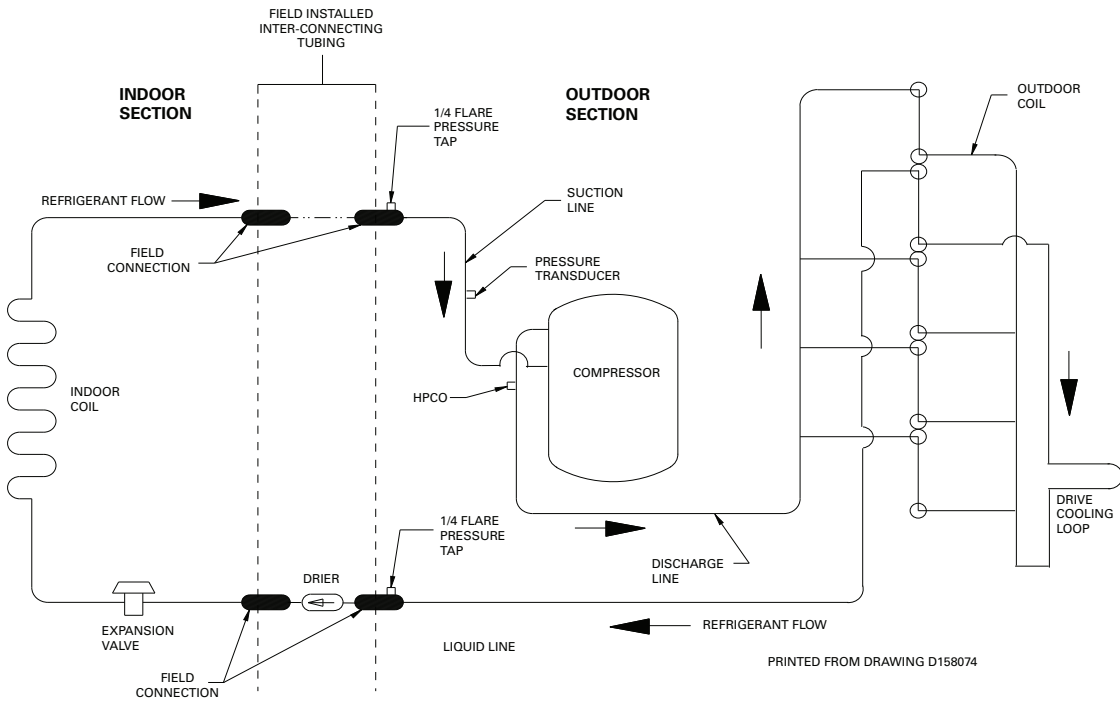 FIELD INSTALLED
INTER-CONNECTING
TUBING
INDOOR
SECTION
1/4 FLARE
PRESSURE
TAP
OUTDOOR
SECTION
OUTDOOR
COIL
REFRIGERANT FLOW
SUCTION
LINE
FIELD
CONNECTION
PRESSURE
TRANSDUCER
INDOOR
COIL
HPCO
COMPRESSOR
DRIVE
COOLING
LOOP
1/4 FLARE
PRESSURE
TAP
DISCHARGE
LINE
DRIER
EXPANSION
VALVE
LIQUID LINE
REFRIGERANT FLOW
FIELD
CONNECTION
PRINTED FROM DRAWING D158074